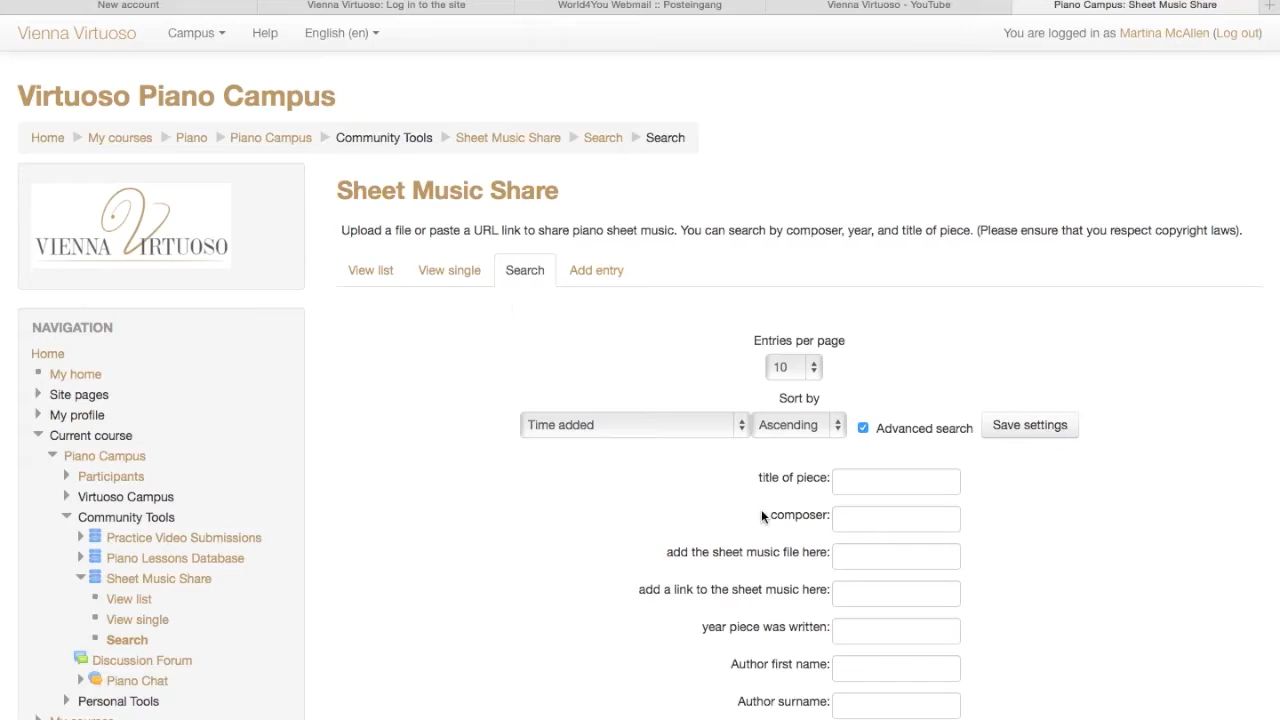 New account
Vienna Virtuoso: Log in to the site
World4You Webmail :: Posteingang
Vienna Virtuoso - YouTube
Piano Campus: Sheet Music Share
Vienna Virtuoso Campus Help English (en) You are logged in as Martina McAllen (Log out)
Virtuoso Piano Campus
Home My courses Piano Piano Campus Community Tools Sheet Music Share Search Search
VIENNA VIRTUOSO
NAVIGATION
Home
My home
Site pages
My profile
Current course
Piano Campus
Participants
Virtuoso Campus
Community Tools
Practice Video Submissions
Piano Lessons Database
Sheet Music Share
View list
View single
Search
Discussion Forum
Piano Chat
Personal Tools
My courses
Sheet Music Share
Upload a file or paste a URL link to share piano sheet music. You can search by composer, year, and title of piece. (Please ensure that you respect copyright laws).
View list View single Search Add entry
Entries per page
10
Sort by
Time added Ascending Advanced search Save settings
title of piece:
composer:
add the sheet music file here:
add a link to the sheet music here:
year piece was written:
Author first name:
Author surname: